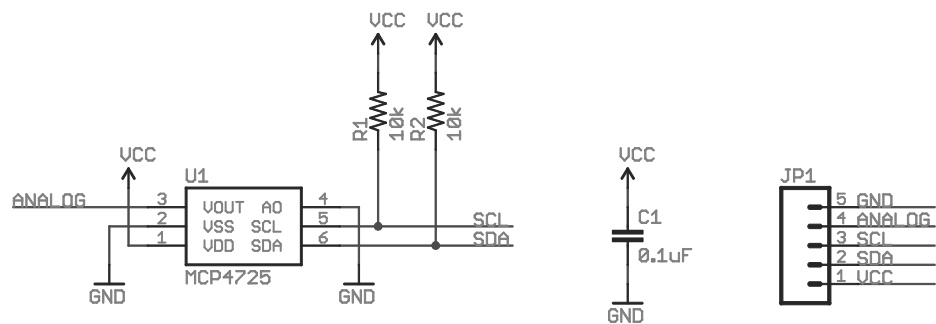 VCC VCC
R1 10k R2 10k
VCC
U1
ANALOG 3 VOUT A0 4
2 VSS SCL 5 SCL
1 VDD SDA 6 SDA
MCP4725
GND GND
VCC
C1
0.1uF
GND
JP1
5 GND
4 ANALOG
3 SCL
2 SDA
1 VCC